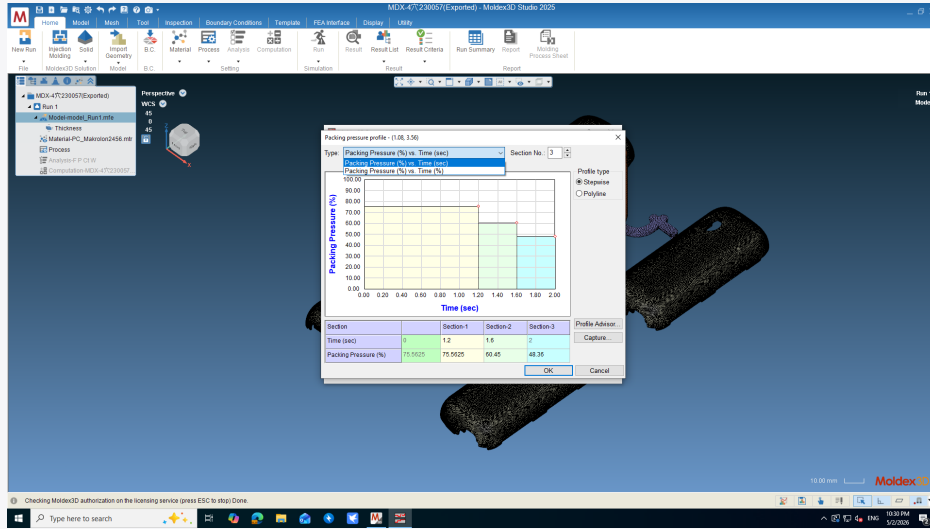 MDX-4穴230057(Exported) - Moldex3D Studio 2025
Home Model Mesh Tool Inspection Boundary Conditions Template FEA Interface Display Utility
New Run Injection Molding Solid Import Geometry B.C. Material Process Analysis Computation Run Result Result List Result Criteria Run Summary Report Molding Process Sheet
File Moldex3D Solution Model B.C. Setting Simulation Result Report
MDX-4穴230057(Exported)
Run 1
Model-model_Run1.mfe
Thickness
Material-PC_Makrolon2456.mtr
Process
Analysis-F P Ct W
Computation-MDX-4穴230057
Perspective
WCS
45
0
45
Z
X
Run
Mode
Packing pressure profile - (1.08, 3.56)
Type: Packing Pressure (%) vs. Time (sec) Section No.: 3
Packing Pressure (%) vs. Time (sec)
Packing Pressure (%) vs. Time (%)
Profile type
Stepwise
Polyline
Packing Pressure (%)
100.00
90.00
80.00
70.00
60.00
50.00
40.00
30.00
20.00
10.00
0.00
0.00 0.20 0.40 0.60 0.80 1.00 1.20 1.40 1.60 1.80 2.00
Time (sec)
Section Section-1 Section-2 Section-3
Time (sec) 0 1.2 1.6 2
Packing Pressure (%) 75.5625 75.5625 60.45 48.36
Profile Advisor...
Capture...
OK Cancel
10.00 mm
Moldex3D
Checking Moldex3D authorization on the licensing service (press ESC to stop) Done.
Type here to search
ENG
10:30 PM
5/2/2026